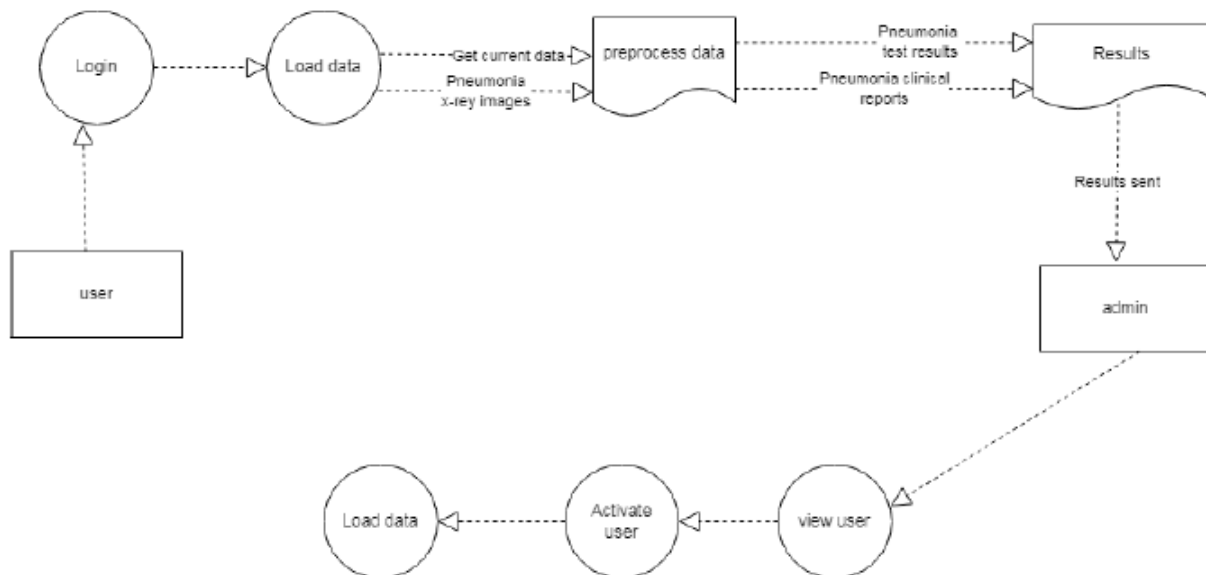 Login
Load data
Get current data
Pneumonia
x-rey images
preprocess data
Pneumonia
test results
Pneumonia clinical
reports
Results
Results sent
user
admin
Load data
Activate
user
view user